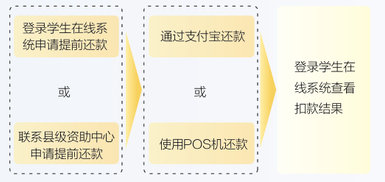 登录学生在线系
统申请提前还款
或
联系县级资助中心
申请提前还款
通过支付宝还款
或
使用POS机还款
登录学生在
线系统查看
扣款结果